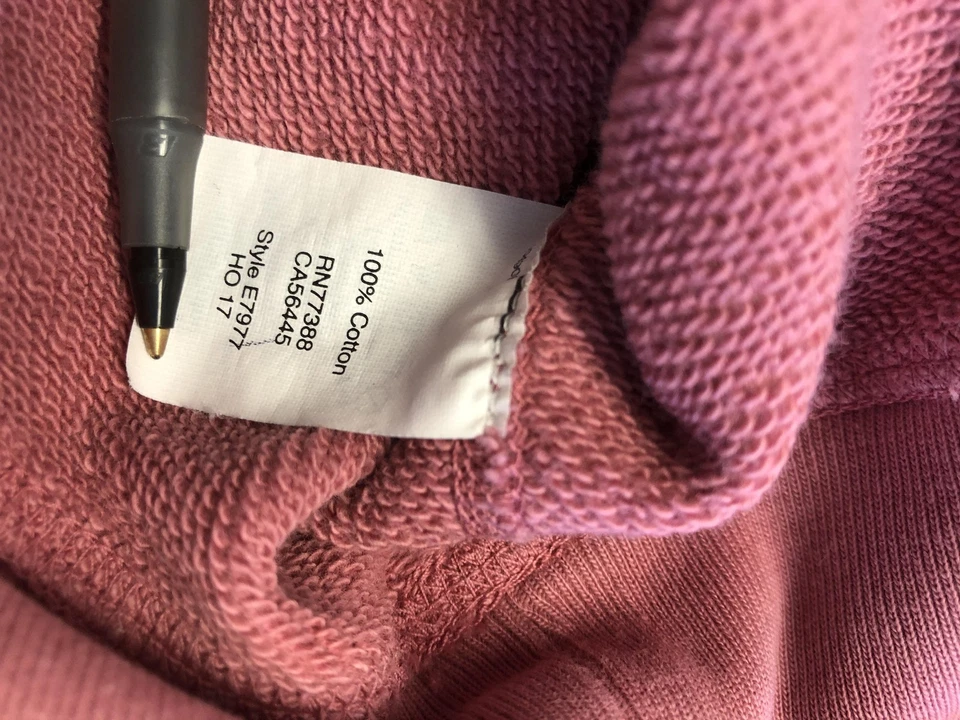 100% Cotton
RN77388
CA56445
Style E7977
HO 17